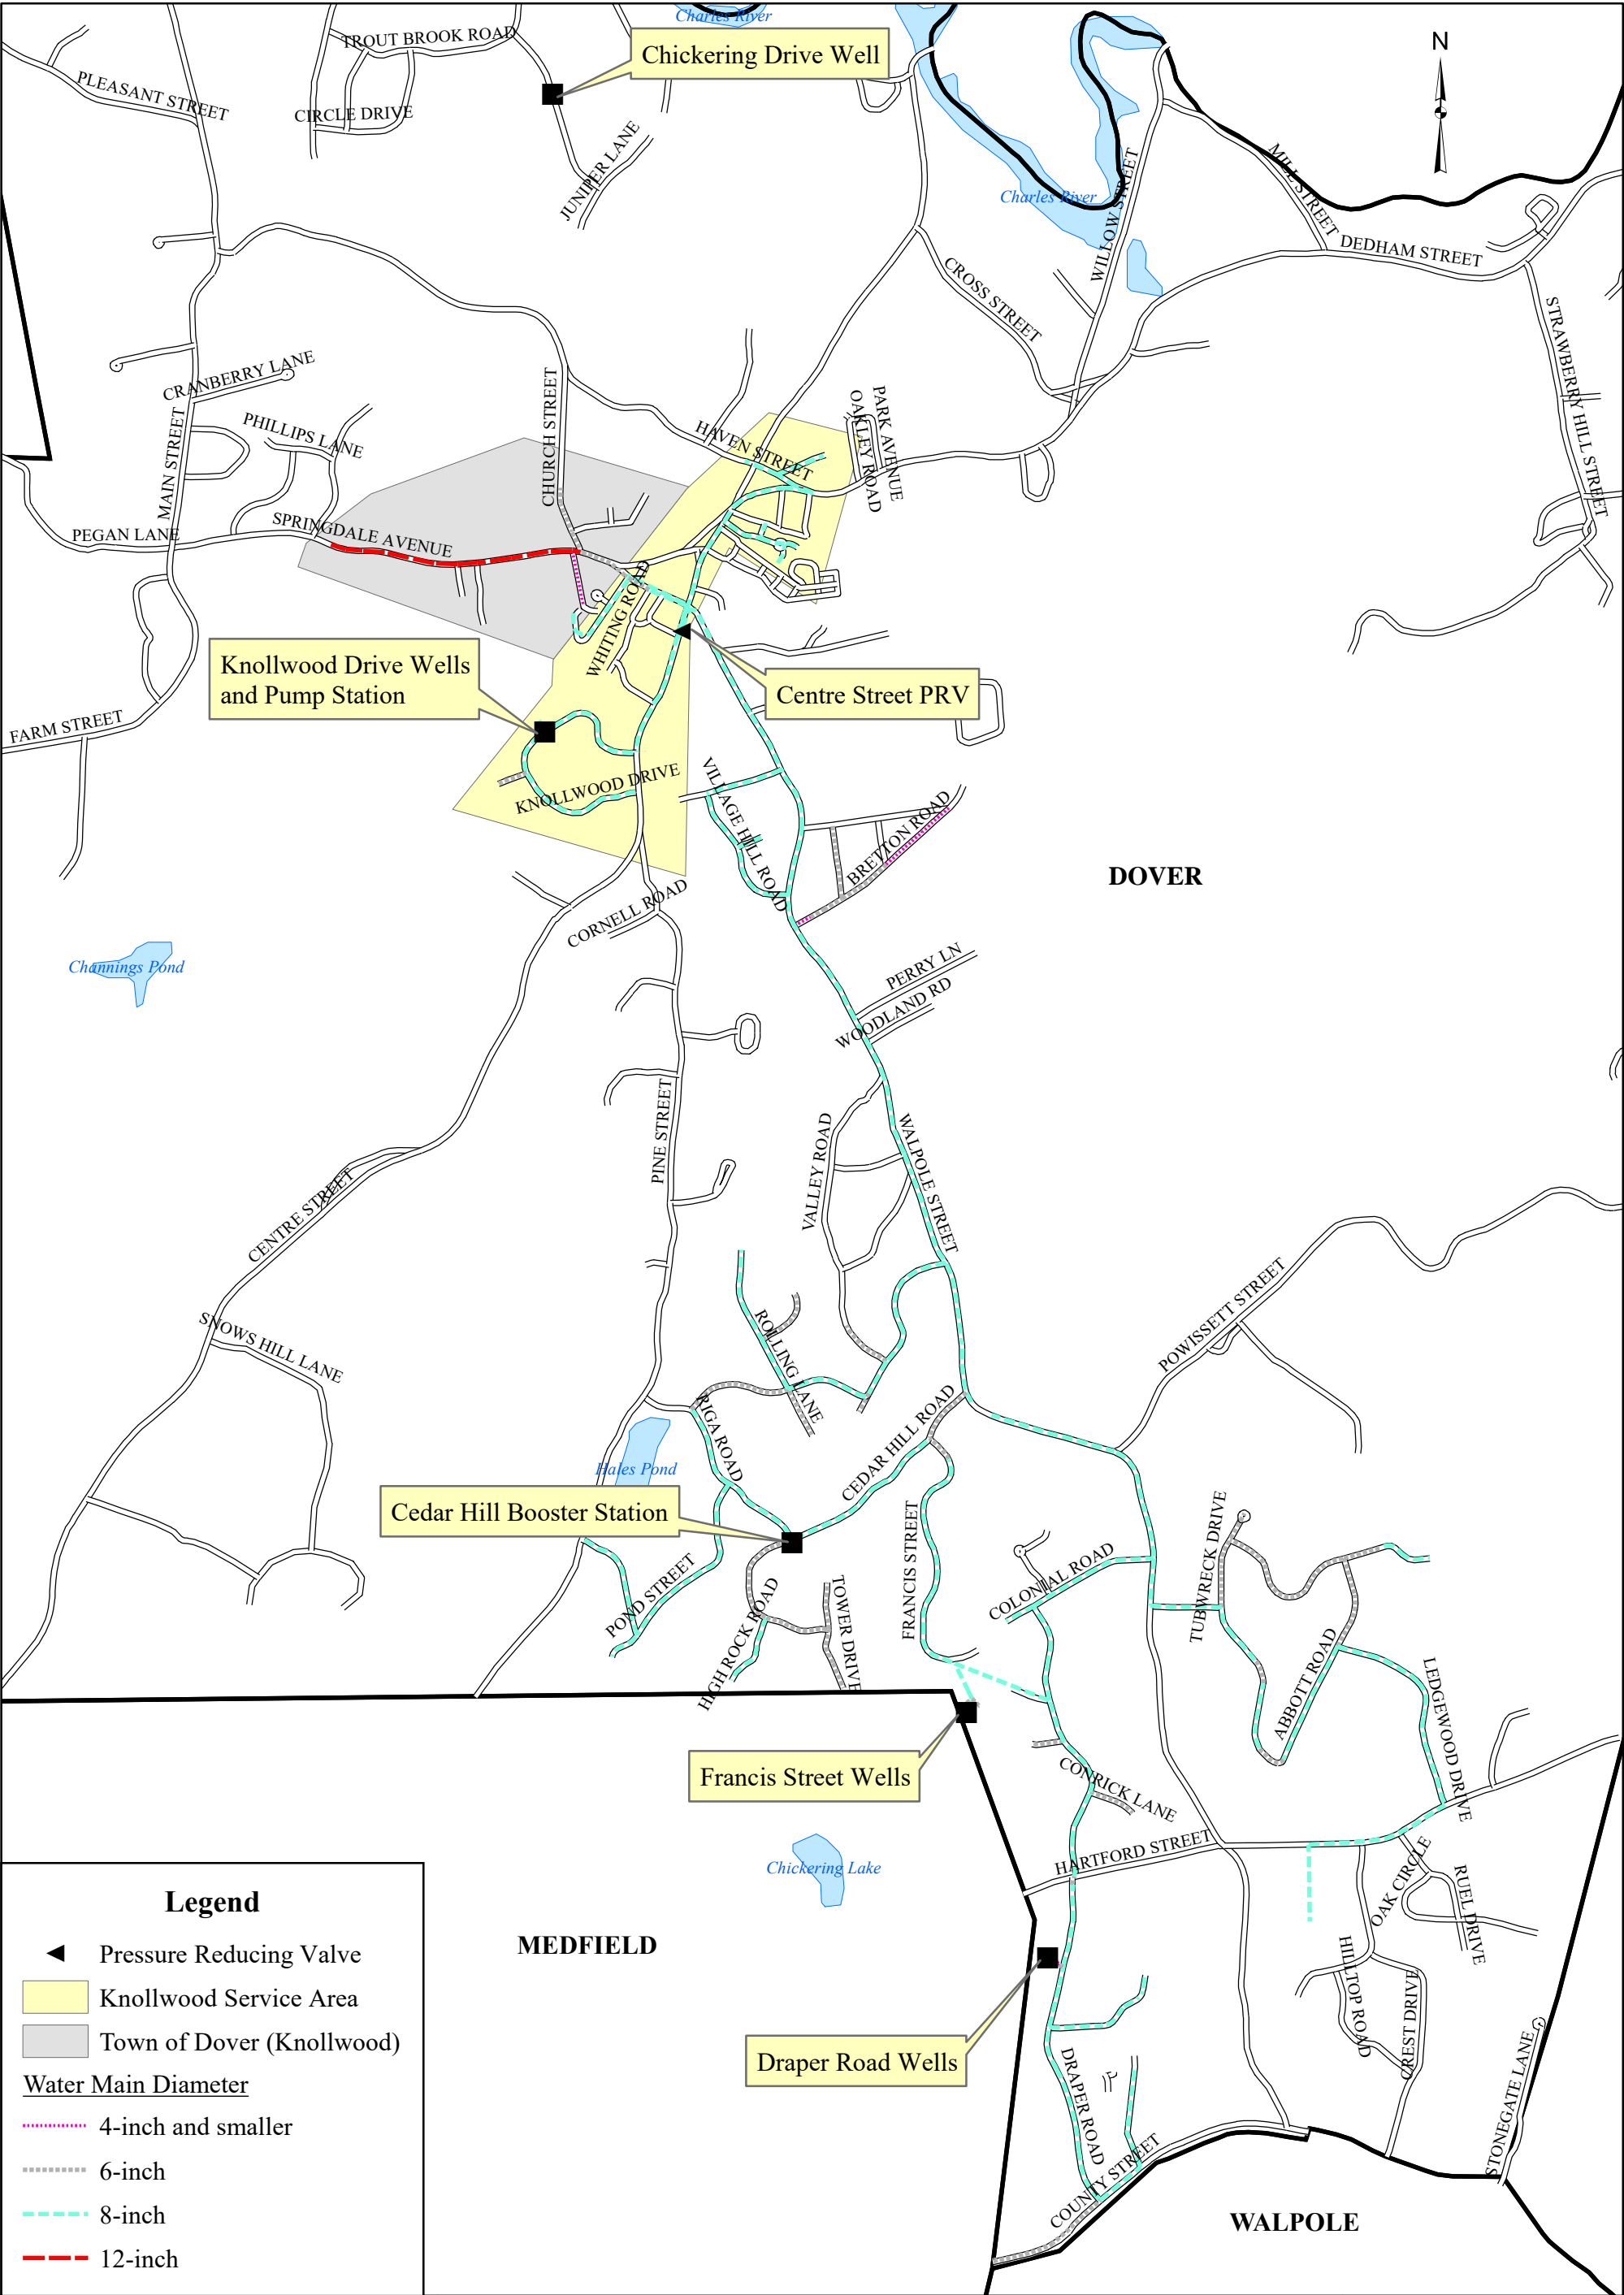 Charles River
TROUT BROOK ROAD
Chickering Drive Well
N
PLEASANT STREET
CIRCLE DRIVE
JUNIPER LANE
MILL STREET
Charles River
WILLOW STREET
DEDHAM STREET
CROSS STREET
STRAWBERRY HILL STREET
CRANBERRY LANE
MAIN STREET
PHILLIPS LANE
CHURCH STREET
HAVEN STREET
OAKLEY ROAD
PARK AVENUE
PEGAN LANE
SPRINGDALE AVENUE
WHITING ROAD
Knollwood Drive Wells
and Pump Station
Centre Street PRV
FARM STREET
KNOLLWOOD DRIVE
VILLAGE HILL ROAD
BRETTON ROAD
DOVER
CORNELL ROAD
Channings Pond
PERRY LN
WOODLAND RD
PINE STREET
VALLEY ROAD
WALPOLE STREET
CENTRE STREET
SNOWS HILL LANE
ROLLING LANE
POWISSETT STREET
RIGA ROAD
CEDAR HILL ROAD
Hales Pond
Cedar Hill Booster Station
FRANCIS STREET
COLONIAL ROAD
TUBWRECK DRIVE
POND STREET
HIGH ROCK ROAD
TOWER DRIVE
ABBOTT ROAD
LEDGEWOOD DRIVE
Francis Street Wells
CONRICK LANE
HARTFORD STREET
Chickering Lake
OAK CIRCLE
RUEL DRIVE
MEDFIELD
HILLTOP ROAD
CREST DRIVE
Draper Road Wells
DRAPER ROAD
STONEGATE LANE
COUNTY STREET
WALPOLE
Legend
Pressure Reducing Valve
Knollwood Service Area
Town of Dover (Knollwood)
Water Main Diameter
4-inch and smaller
6-inch
8-inch
12-inch